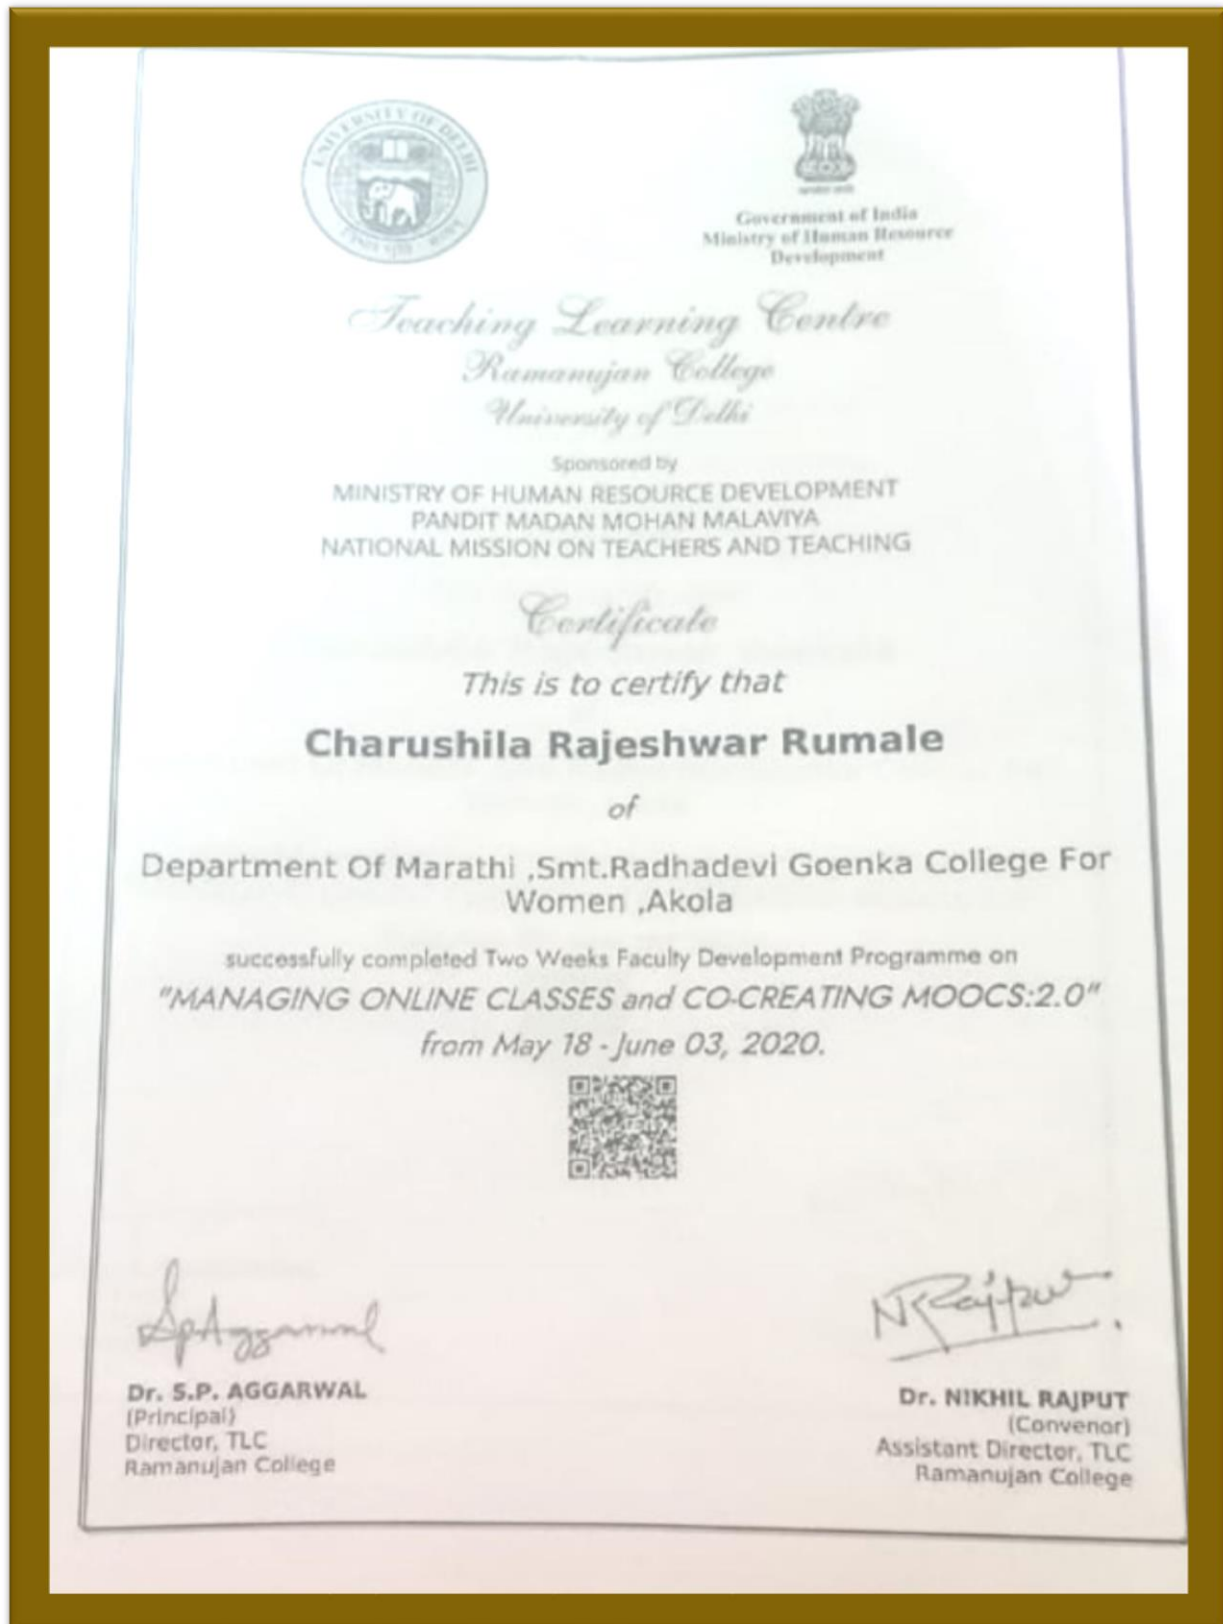 UNIVERSITY OF DELHI
Government of India
Ministry of Human Resource
Development
Teaching Learning Centre
Ramanujan College
University of Delhi
Sponsored by
MINISTRY OF HUMAN RESOURCE DEVELOPMENT
PANDIT MADAN MOHAN MALAVIYA
NATIONAL MISSION ON TEACHERS AND TEACHING
Certificate
This is to certify that
Charushila Rajeshwar Rumale
of
Department Of Marathi ,Smt.Radhadevi Goenka College For
Women ,Akola
successfully completed Two Weeks Faculty Development Programme on
"MANAGING ONLINE CLASSES and CO-CREATING MOOCS:2.0"
from May 18 - June 03, 2020.
SpAggarwal
NRajput
Dr. S.P. AGGARWAL
(Principal)
Director, TLC
Ramanujan College
Dr. NIKHIL RAJPUT
(Convenor)
Assistant Director, TLC
Ramanujan College